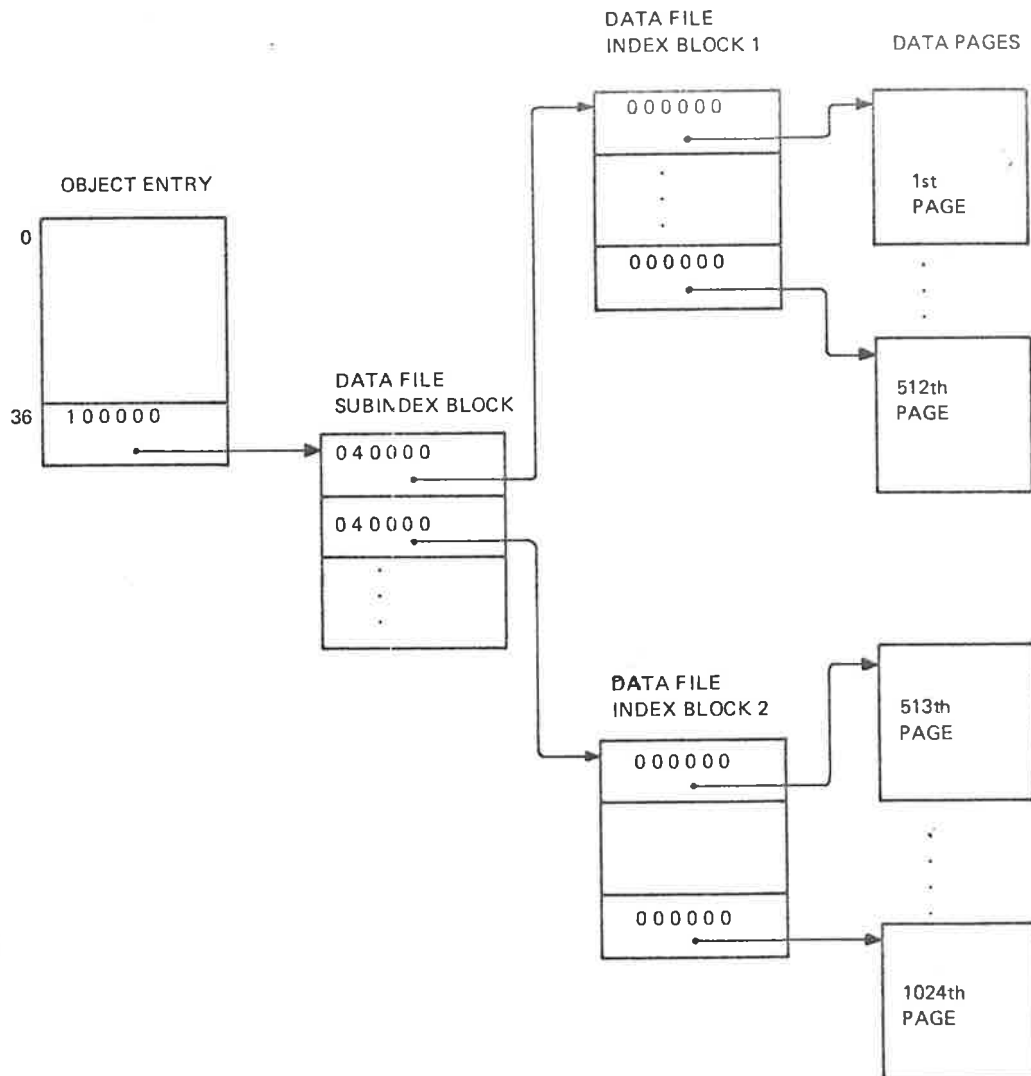 DATA FILE
INDEX BLOCK 1
DATA PAGES
000000
1st
PAGE
000000
OBJECT ENTRY
0
36
100000
DATA FILE
SUBINDEX BLOCK
040000
040000
512th
PAGE
DATA FILE
INDEX BLOCK 2
000000
513th
PAGE
000000
1024th
PAGE